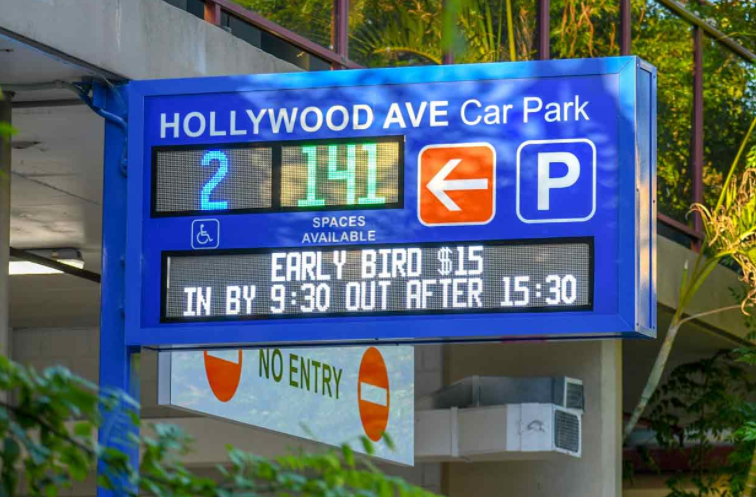 HOLLYWOOD AVE Car Park
2 141
P
SPACES
AVAILABLE
EARLY BIRD $15
IN BY 9:30 OUT AFTER 15:30
NO ENTRY